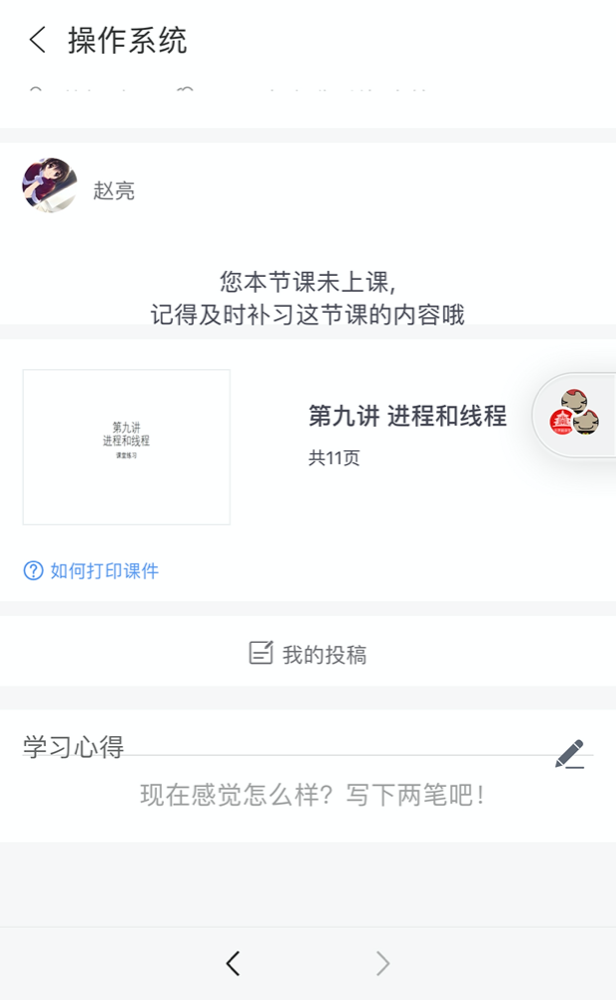 操作系统
赵亮
您本节课未上课,
记得及时补习这节课的内容哦
第九讲
进程和线程
课堂练习
第九讲 进程和线程
共11页
如何打印课件
我的投稿
学习心得
现在感觉怎么样? 写下两笔吧!